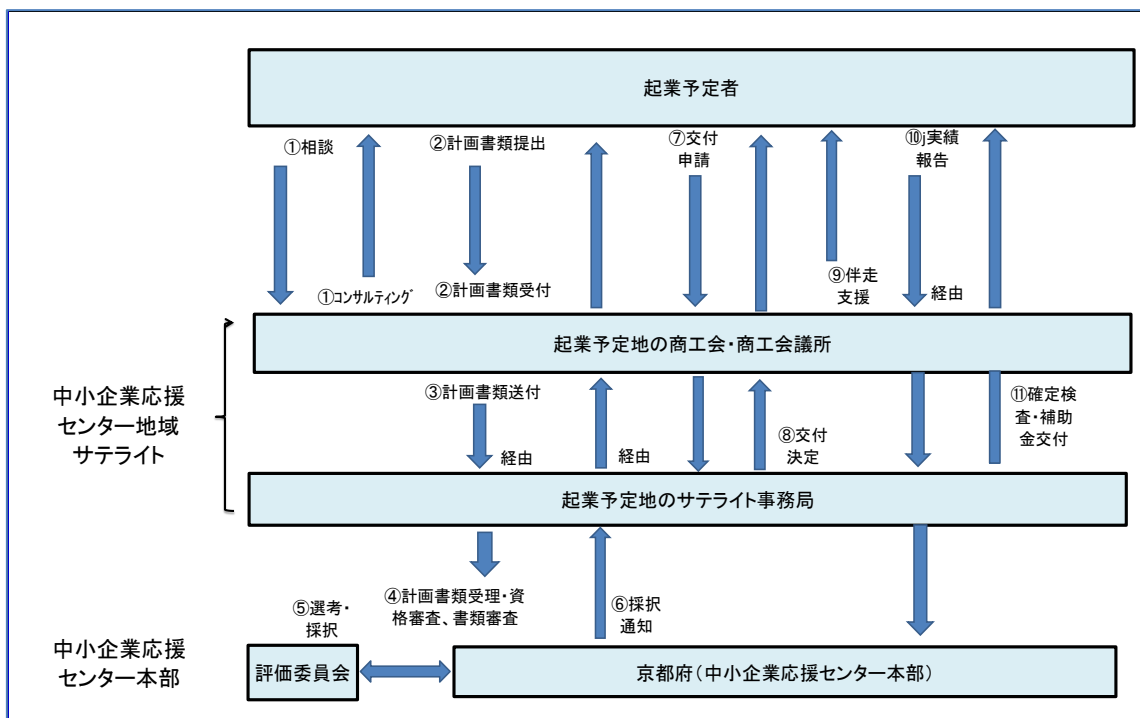 起業予定者
①相談
②計画書類提出
⑦交付
申請
⑩j実績
報告
①コンサルティング
②計画書類受付
⑨伴走
支援
経由
起業予定地の商工会・商工会議所
中小企業応援
センター地域
サテライト
③計画書類送付
経由
経由
⑧交付
決定
⑪確定検
査・補助
金交付
起業予定地のサテライト事務局
⑤選考・
採択
④計画書類受理・資
格審査、書類審査
⑥採択
通知
中小企業応援
センター本部
評価委員会
京都府（中小企業応援センター本部）